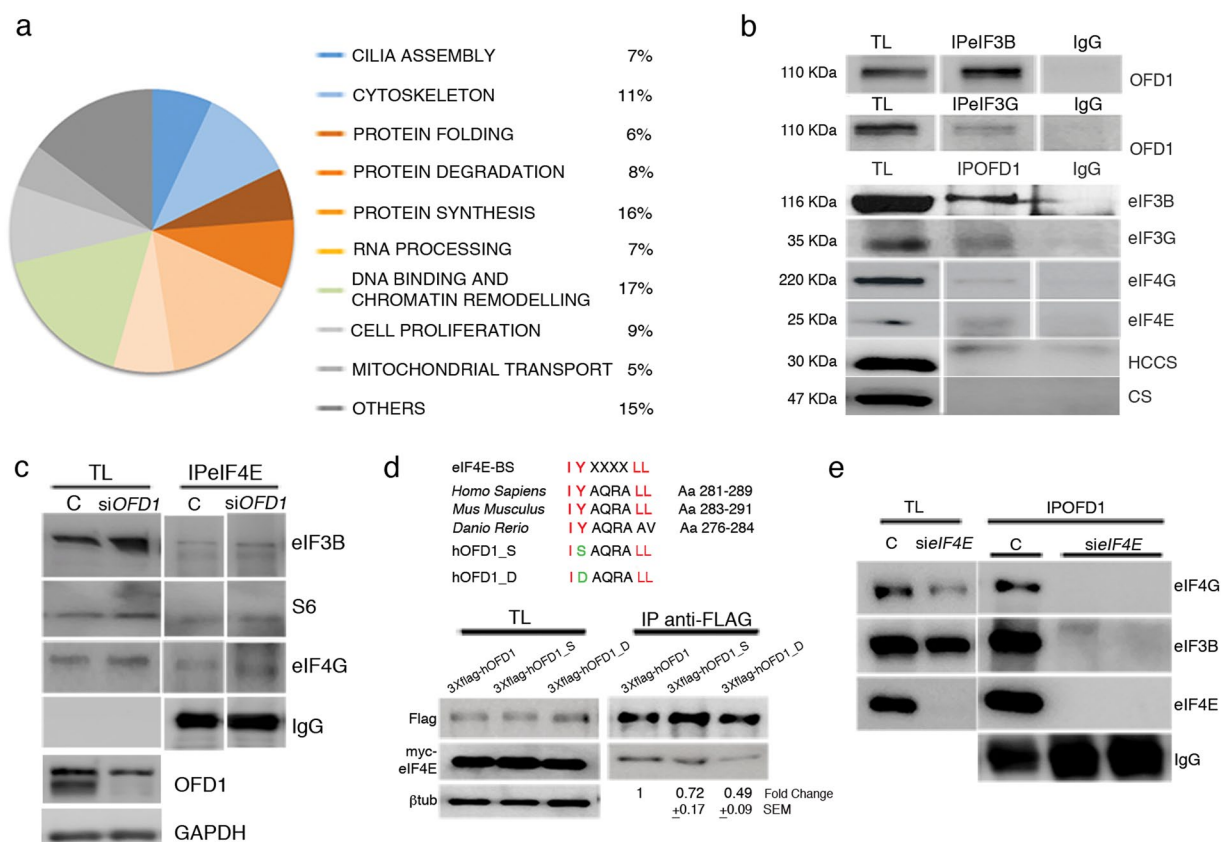 a
CILIA ASSEMBLY 7%
CYTOSKELETON 11%
PROTEIN FOLDING 6%
PROTEIN DEGRADATION 8%
PROTEIN SYNTHESIS 16%
RNA PROCESSING 7%
DNA BINDING AND
CHROMATIN REMODELLING 17%
CELL PROLIFERATION 9%
MITOCHONDRIAL TRANSPORT 5%
OTHERS 15%
b
TL IPeIF3B IgG
110 KDa OFD1
TL IPeIF3G IgG
110 KDa OFD1
TL IPOFD1 IgG
116 KDa eIF3B
35 KDa eIF3G
220 KDa eIF4G
25 KDa eIF4E
30 KDa HCCS
47 KDa CS
c
TL IPeIF4E
C siOFD1 C siOFD1
eIF3B
S6
eIF4G
IgG
OFD1
GAPDH
d
eIF4E-BS I Y XXXX LL
Homo Sapiens I Y AQRA LL Aa 281-289
Mus Musculus I Y AQRA LL Aa 283-291
Danio Rerio I Y AQRA AV Aa 276-284
hOFD1_S I S AQRA LL
hOFD1_D I D AQRA LL
TL IP anti-FLAG
3Xflag-hOFD1 3Xflag-hOFD1_S 3Xflag-hOFD1_D 3Xflag-hOFD1 3Xflag-hOFD1_S 3Xflag-hOFD1_D
Flag
myc-
eIF4E
βtub
1 0.72 0.49 Fold Change
±0.17 ±0.09 SEM
e
TL IPOFD1
C sieIF4E C sieIF4E
eIF4G
eIF3B
eIF4E
IgG